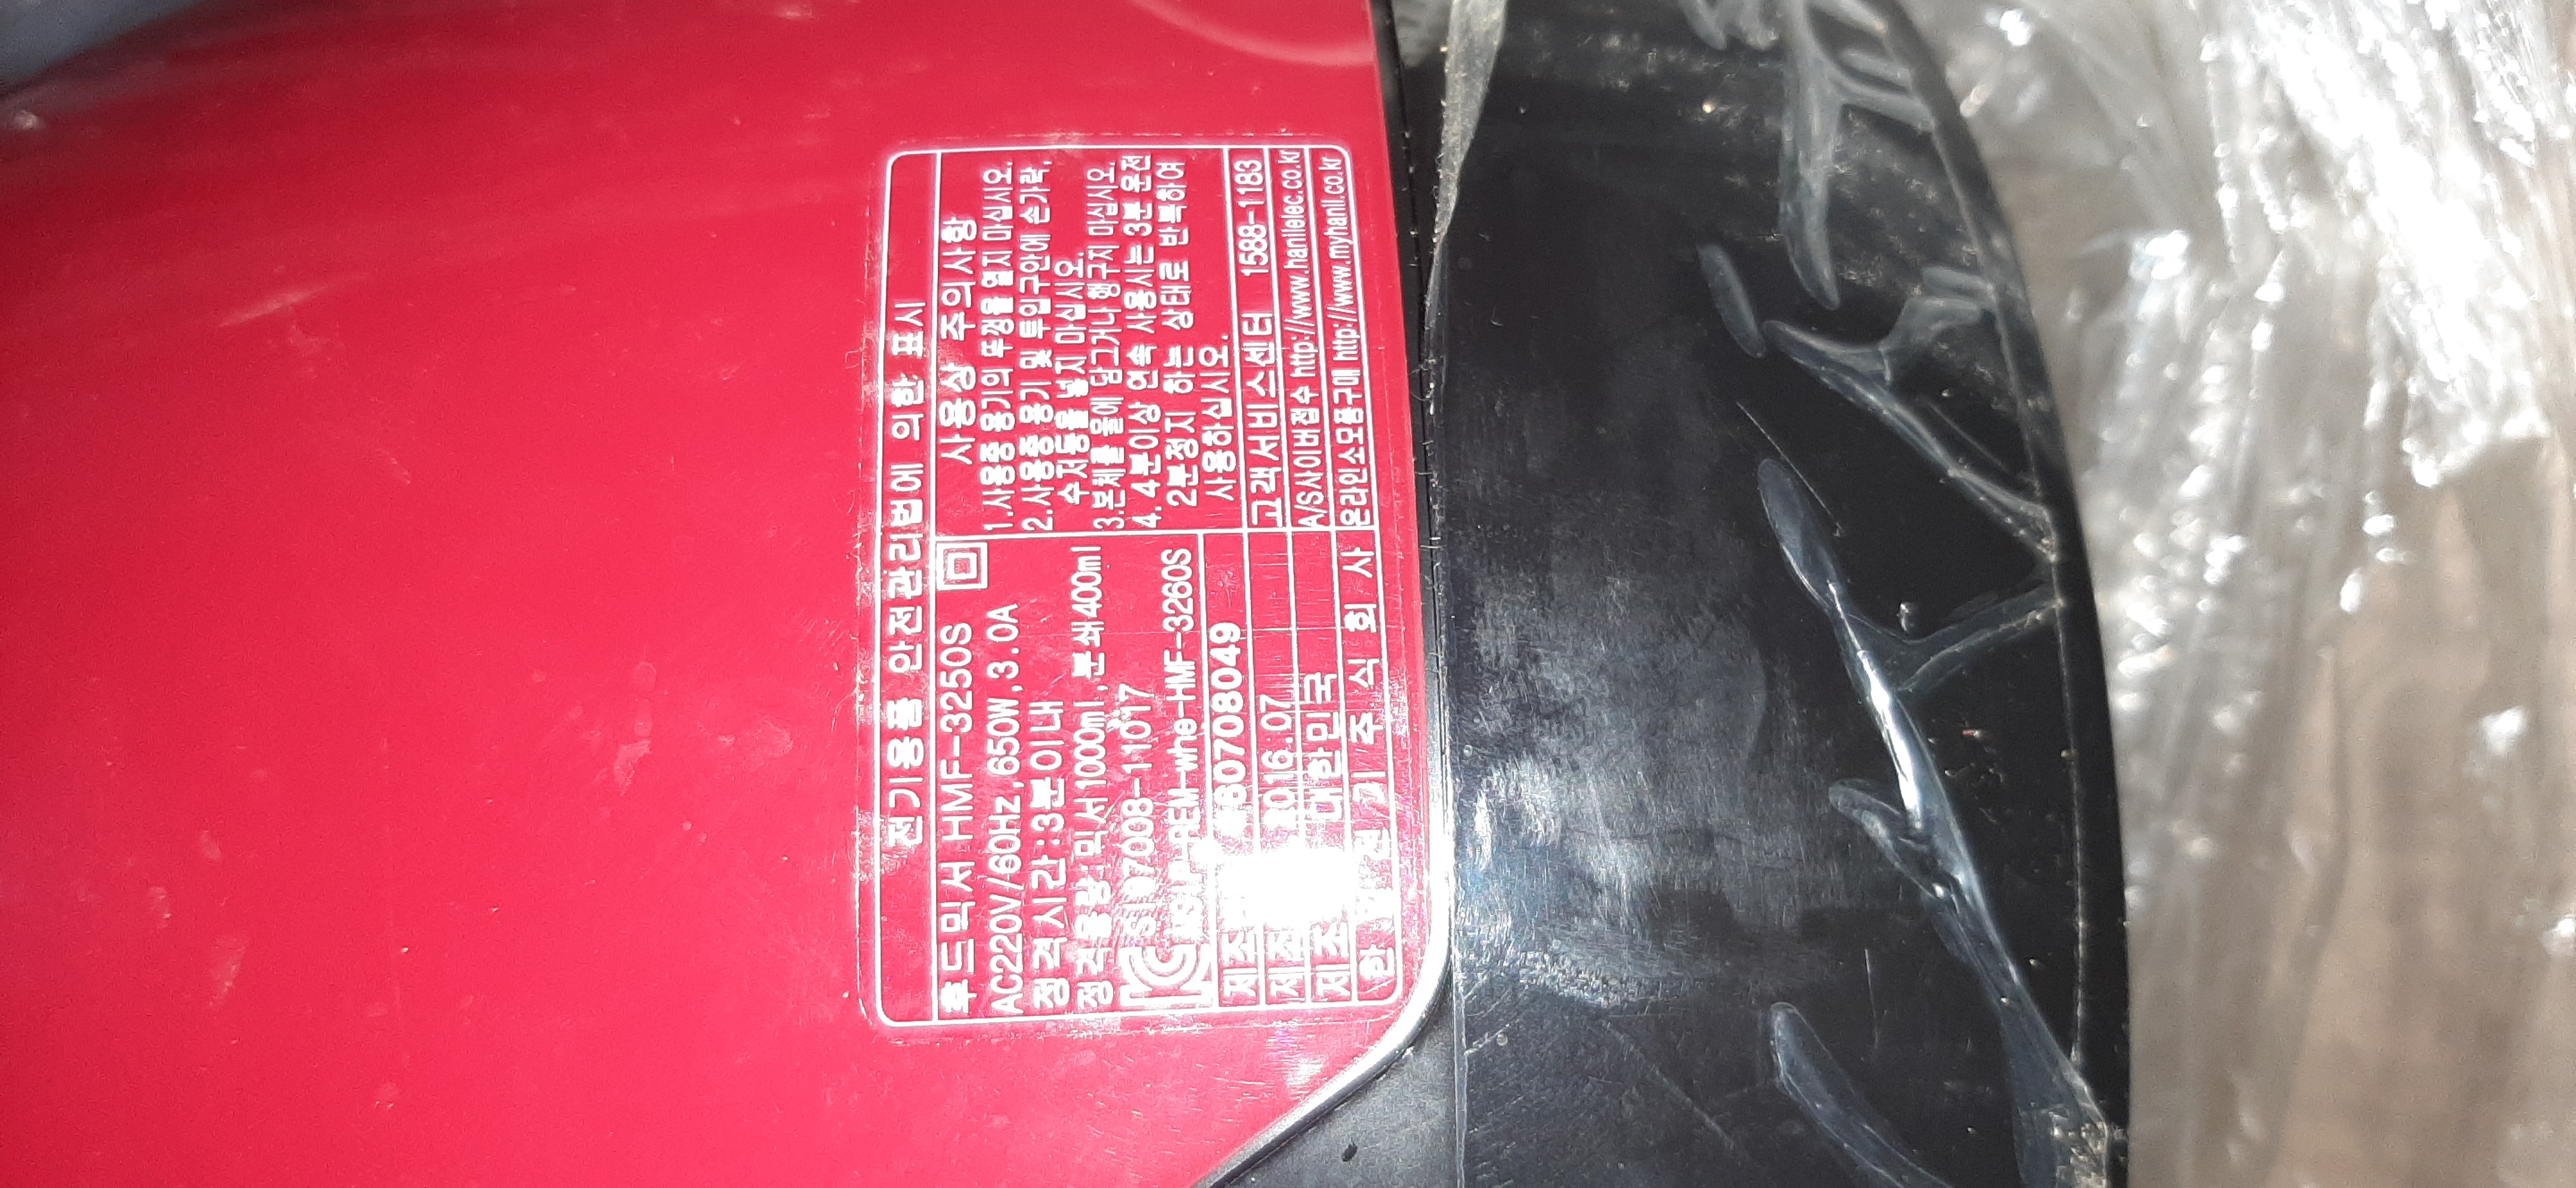 전기용품 안전관리법에 의한 표시
후드믹서 HMF-3250S
AC220V/60Hz,650W,3.0A
정격시간:3분이내
정격용량:믹서1000ml,분쇄400ml
11017
REM-whe-HMF-3260S
B0708049
2016.07
대한민국
한 전 기 주 식 회 사
사용상 주의사항
1.사용중 용기의 뚜껑을 열지 마십시오.
2.사용중 용기 및 투입구안에 손가락,
수저등을 넣지 마십시오.
3.본체를 물에 담그거나 행구지 마십시오.
4.4분이상 연속 사용시는 3분 운전
2분정지 하는 상태로 반복하여
사용하십시오.
고객서비스센터 1588-1183
A/S사이버접수 http://www.hanilelec.co.kr
온라인소모품구매 http://www.myhanil.co.kr